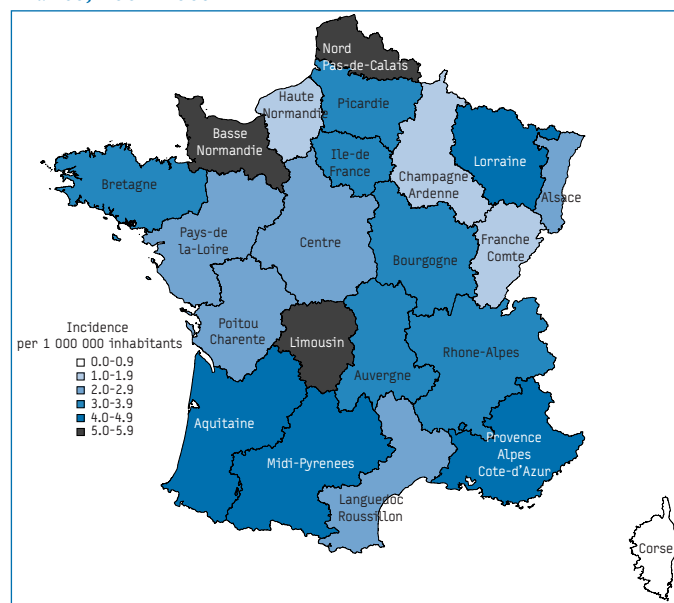 Nord
Pas-de-Calais
Haute
Normandie
Picardie
Basse
Normandie
Ile-de
France
Lorraine
Champagne
Ardenne
Alsace
Bretagne
Pays-de
la-Loire
Centre
Franche
Comte
Bourgogne
Poitou
Charente
Limousin
Auvergne
Rhone-Alpes
Incidence
per 1 000 000 inhabitants
0.0-0.9
1.0-1.9
2.0-2.9
3.0-3.9
4.0-4.9
5.0-5.9
Aquitaine
Midi-Pyrenees
Provence
Alpes
Cote-d'Azur
Languedoc
Roussillon
Corse